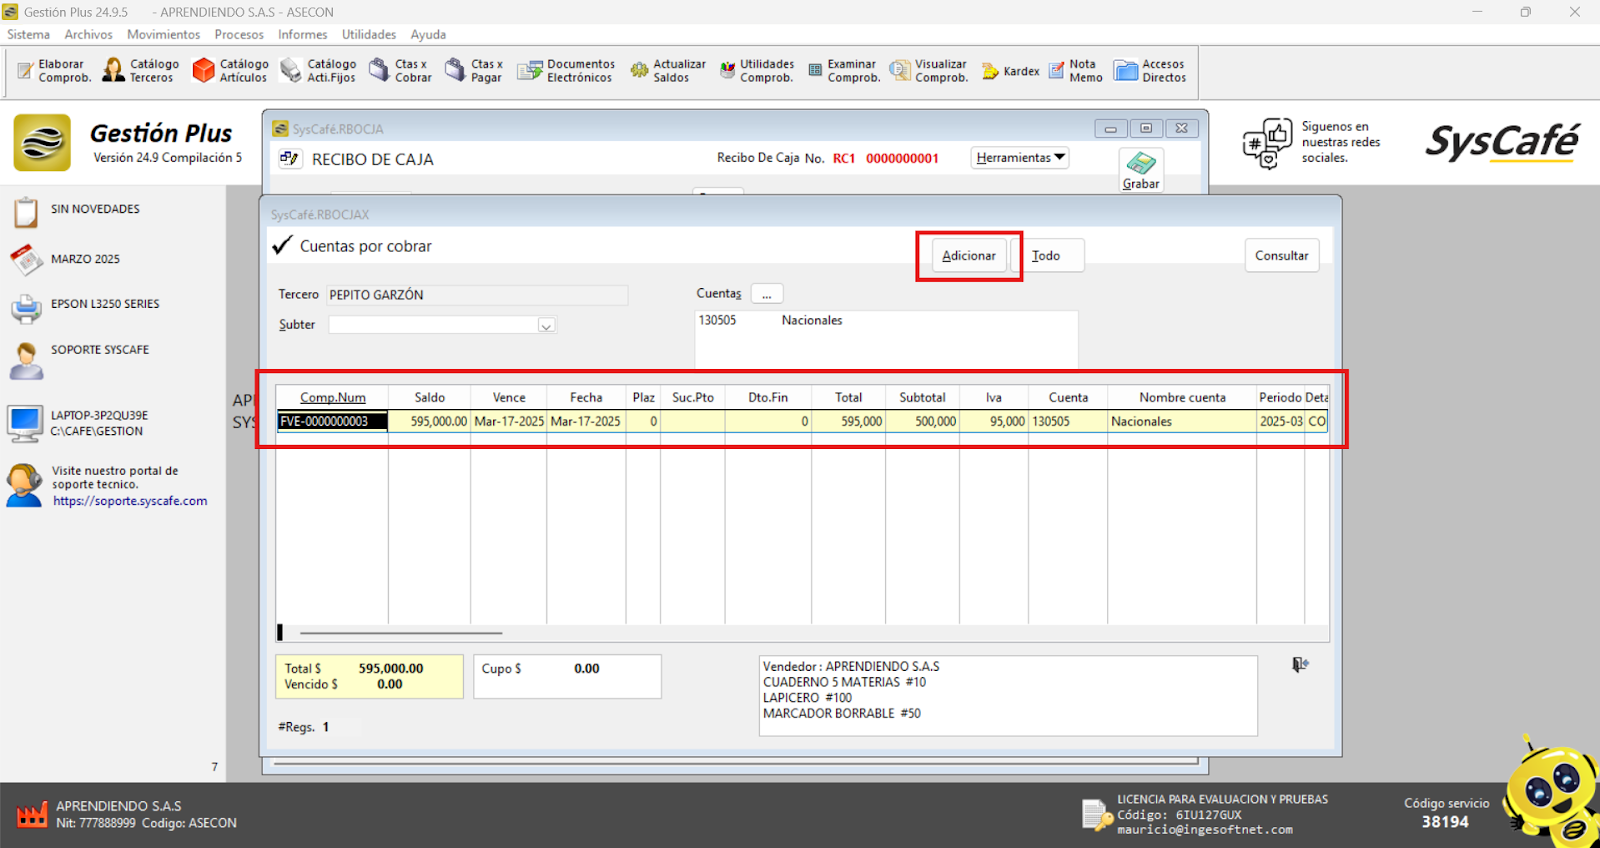 Gestión Plus 24.9.5 - APRENDIENDO S.A.S - ASECON
Sistema Archivos Movimientos Procesos Informes Utilidades Ayuda
Elaborar Comprob.
Catálogo Terceros
Catálogo Artículos
Catálogo Acti.Fijos
Ctas x Cobrar
Ctas x Pagar
Documentos Electrónicos
Actualizar Saldos
Utilidades Comprob.
Examinar Comprob.
Visualizar Comprob.
Kardex
Nota Memo
Accesos Directos
Gestión Plus
Versión 24.9 Compilación 5
SysCafé.RBOCJA
RECIBO DE CAJA
Recibo De Caja No. RC1 0000000001
Herramientas
Grabar
#
Siguenos en
nuestras redes
sociales.
SysCafé
SIN NOVEDADES
MARZO 2025
EPSON L3250 SERIES
SOPORTE SYSCAFE
LAPTOP-3P2QU39E
C:\CAFE\GESTION
Visite nuestro portal de
soporte tecnico.
https://soporte.syscafe.com
7
AP
SYS
SysCafé.RBOCJAX
Cuentas por cobrar
Adicionar Todo Consultar
Tercero PEPITO GARZÓN
Cuentas ...
Subter
130505 Nacionales
Comp.Num Saldo Vence Fecha Plaz Suc.Pto Dto.Fin Total Subtotal Iva Cuenta Nombre cuenta Periodo Deta
FVE-0000000003 595,000.00 Mar-17-2025 Mar-17-2025 0 0 595,000 500,000 95,000 130505 Nacionales 2025-03 CO
Total $ 595,000.00
Vencido $ 0.00
Cupo $ 0.00
Vendedor : APRENDIENDO S.A.S
CUADERNO 5 MATERIAS #10
LAPICERO #100
MARCADOR BORRABLE #50
#Regs. 1
APRENDIENDO S.A.S
Nit: 777888999 Codigo: ASECON
LICENCIA PARA EVALUACION Y PRUEBAS
Código: 6IU127GUX
mauricio@ingesoftnet.com
Código servicio
38194